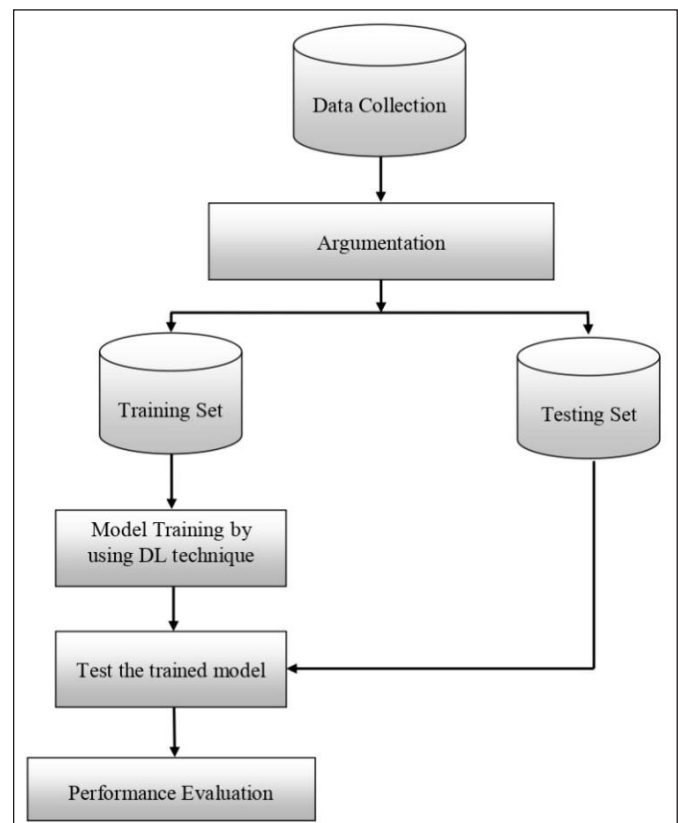 Data Collection
Argumentation
Training Set
Testing Set
Model Training by
using DL technique
Test the trained model
Performance Evaluation